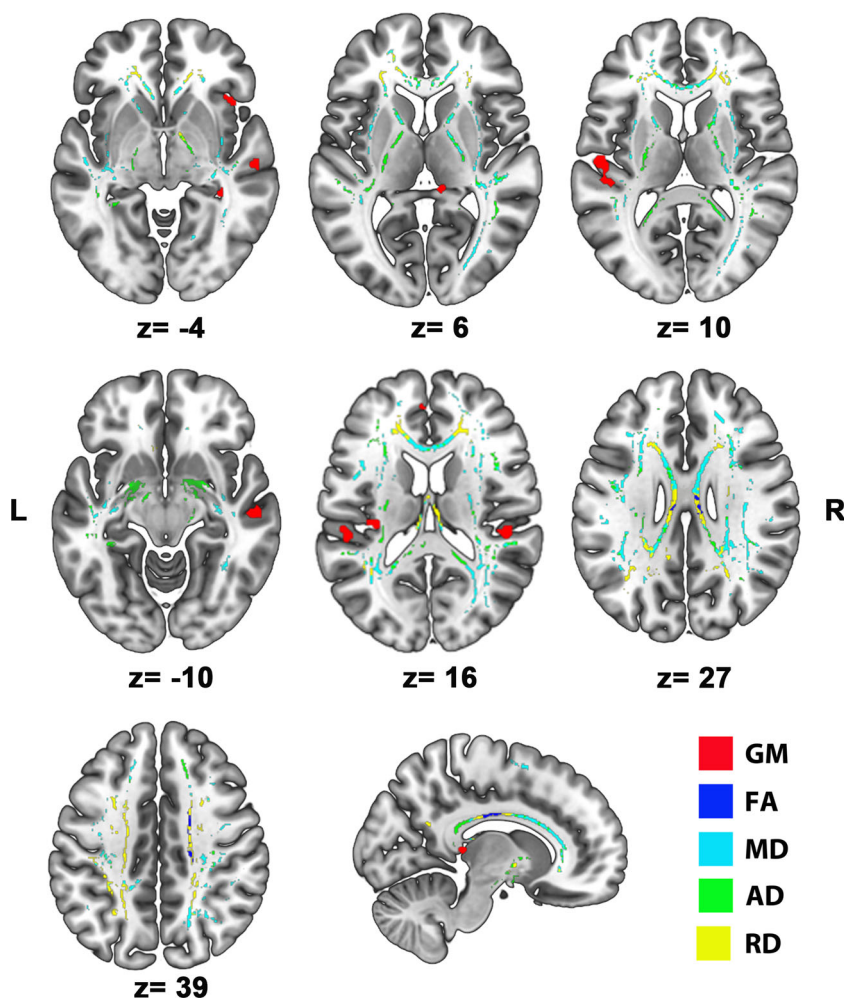 z= -4
z= 6
z= 10
L
R
z= -10
z= 16
z= 27
GM
FA
MD
AD
RD
z= 39